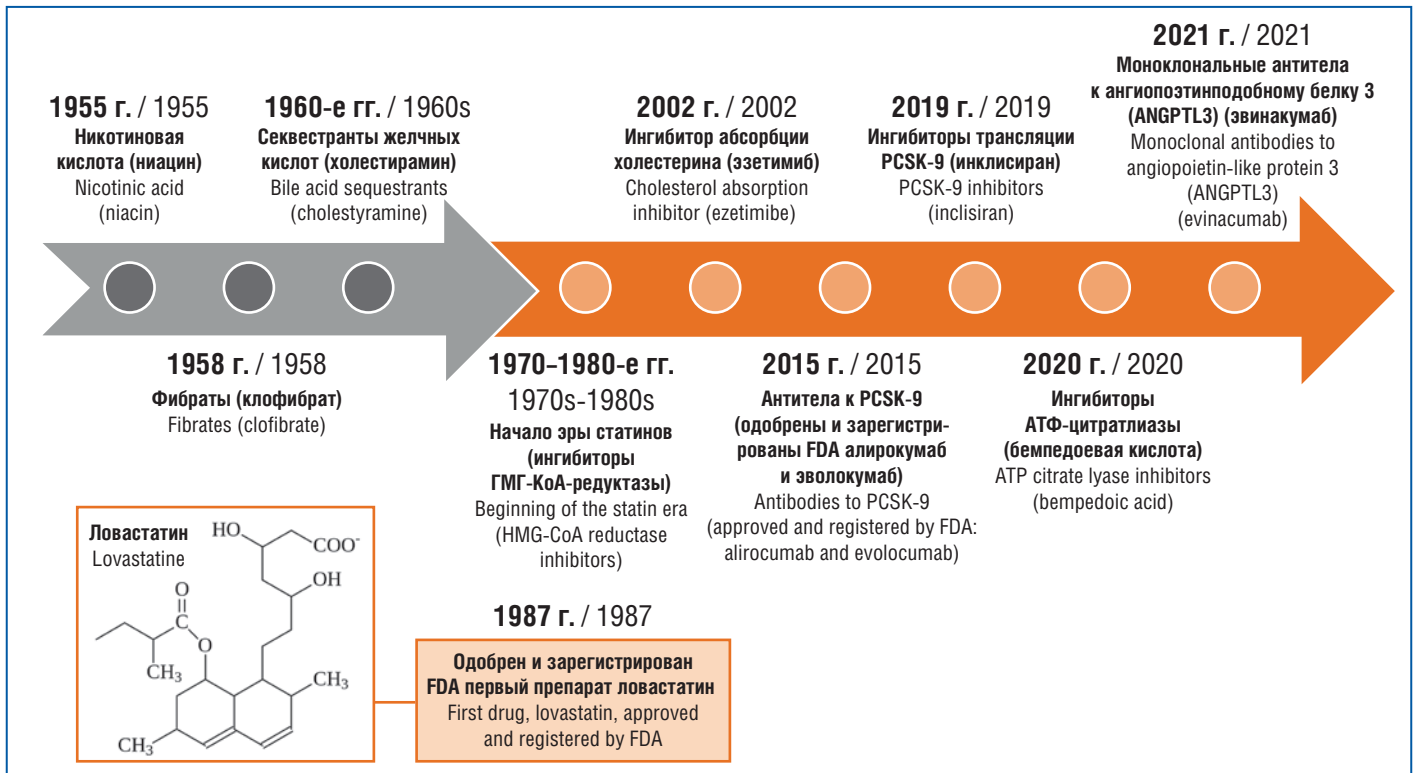 1955 г. / 1955
Никотиновая
кислота (ниацин)
Nicotinic acid
(niacin)
1960-е гг. / 1960s
Секвестранты желчных
кислот (холестирамин)
Bile acid sequestrants
(cholestyramine)
2002 г. / 2002
Ингибитор абсорбции
холестерина (эзетимиб)
Cholesterol absorption
inhibitor (ezetimibe)
2019 г. / 2019
Ингибиторы трансляции
PCSK-9 (инклисиран)
PCSK-9 inhibitors
(inclisiran)
2021 г. / 2021
Моноклональные антитела
к ангиопоэтинподобному белку 3
(ANGPTL3) (эвинакумаб)
Monoclonal antibodies to
angiopoietin-like protein 3
(ANGPTL3)
(evinacumab)
1958 г. / 1958
Фибраты (клофибрат)
Fibrates (clofibrate)
1970–1980-е гг.
1970s-1980s
Начало эры статинов
(ингибиторы
ГМГ-КоА-редуктазы)
Beginning of the statin era
(HMG-CoA reductase
inhibitors)
2015 г. / 2015
Антитела к PCSK-9
(одобрены и зарегистри-
рованы FDA алирокумаб
и эволокумаб)
Antibodies to PCSK-9
(approved and registered by FDA:
alirocumab and evolocumab)
2020 г. / 2020
Ингибиторы
АТФ-цитратлиазы
(бемпедоевая кислота)
ATP citrate lyase inhibitors
(bempedoic acid)
Ловастатин
Lovastatine
HO
COO-
OH
O
O
CH3
CH3
CH3
1987 г. / 1987
Одобрен и зарегистрирован
FDA первый препарат ловастатин
First drug, lovastatin, approved
and registered by FDA